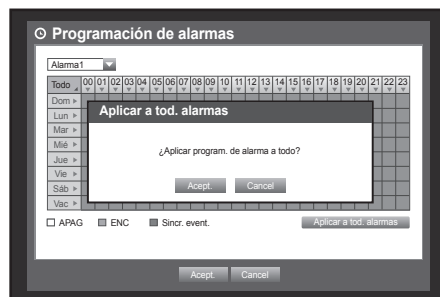 Programación de alarmas
Alarma1
Todo 00 01 02 03 04 05 06 07 08 09 10 11 12 13 14 15 16 17 18 19 20 21 22 23
Dom
Lun
Mar
Mié
Jue
Vie
Sáb
Vac
Aplicar a tod. alarmas
¿Aplicar program. de alarma a todo?
Acept. Cancel
APAG ENC Sincr. event. Aplicar a tod. alarmas
Acept. Cancel